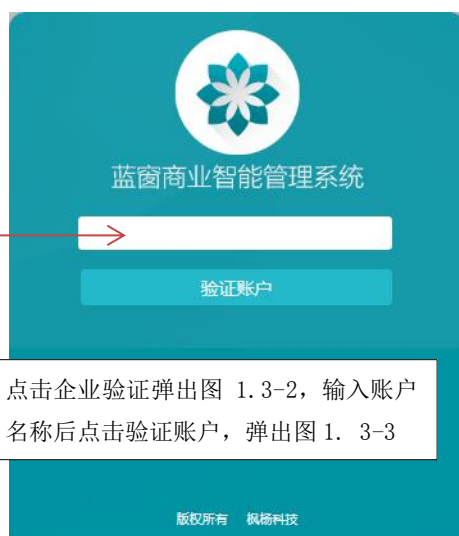 蓝窗商业智能管理系统
验证账户
点击企业验证弹出图 1.3-2，输入账户
名称后点击验证账户，弹出图 1. 3-3
版权所有 枫杨科技